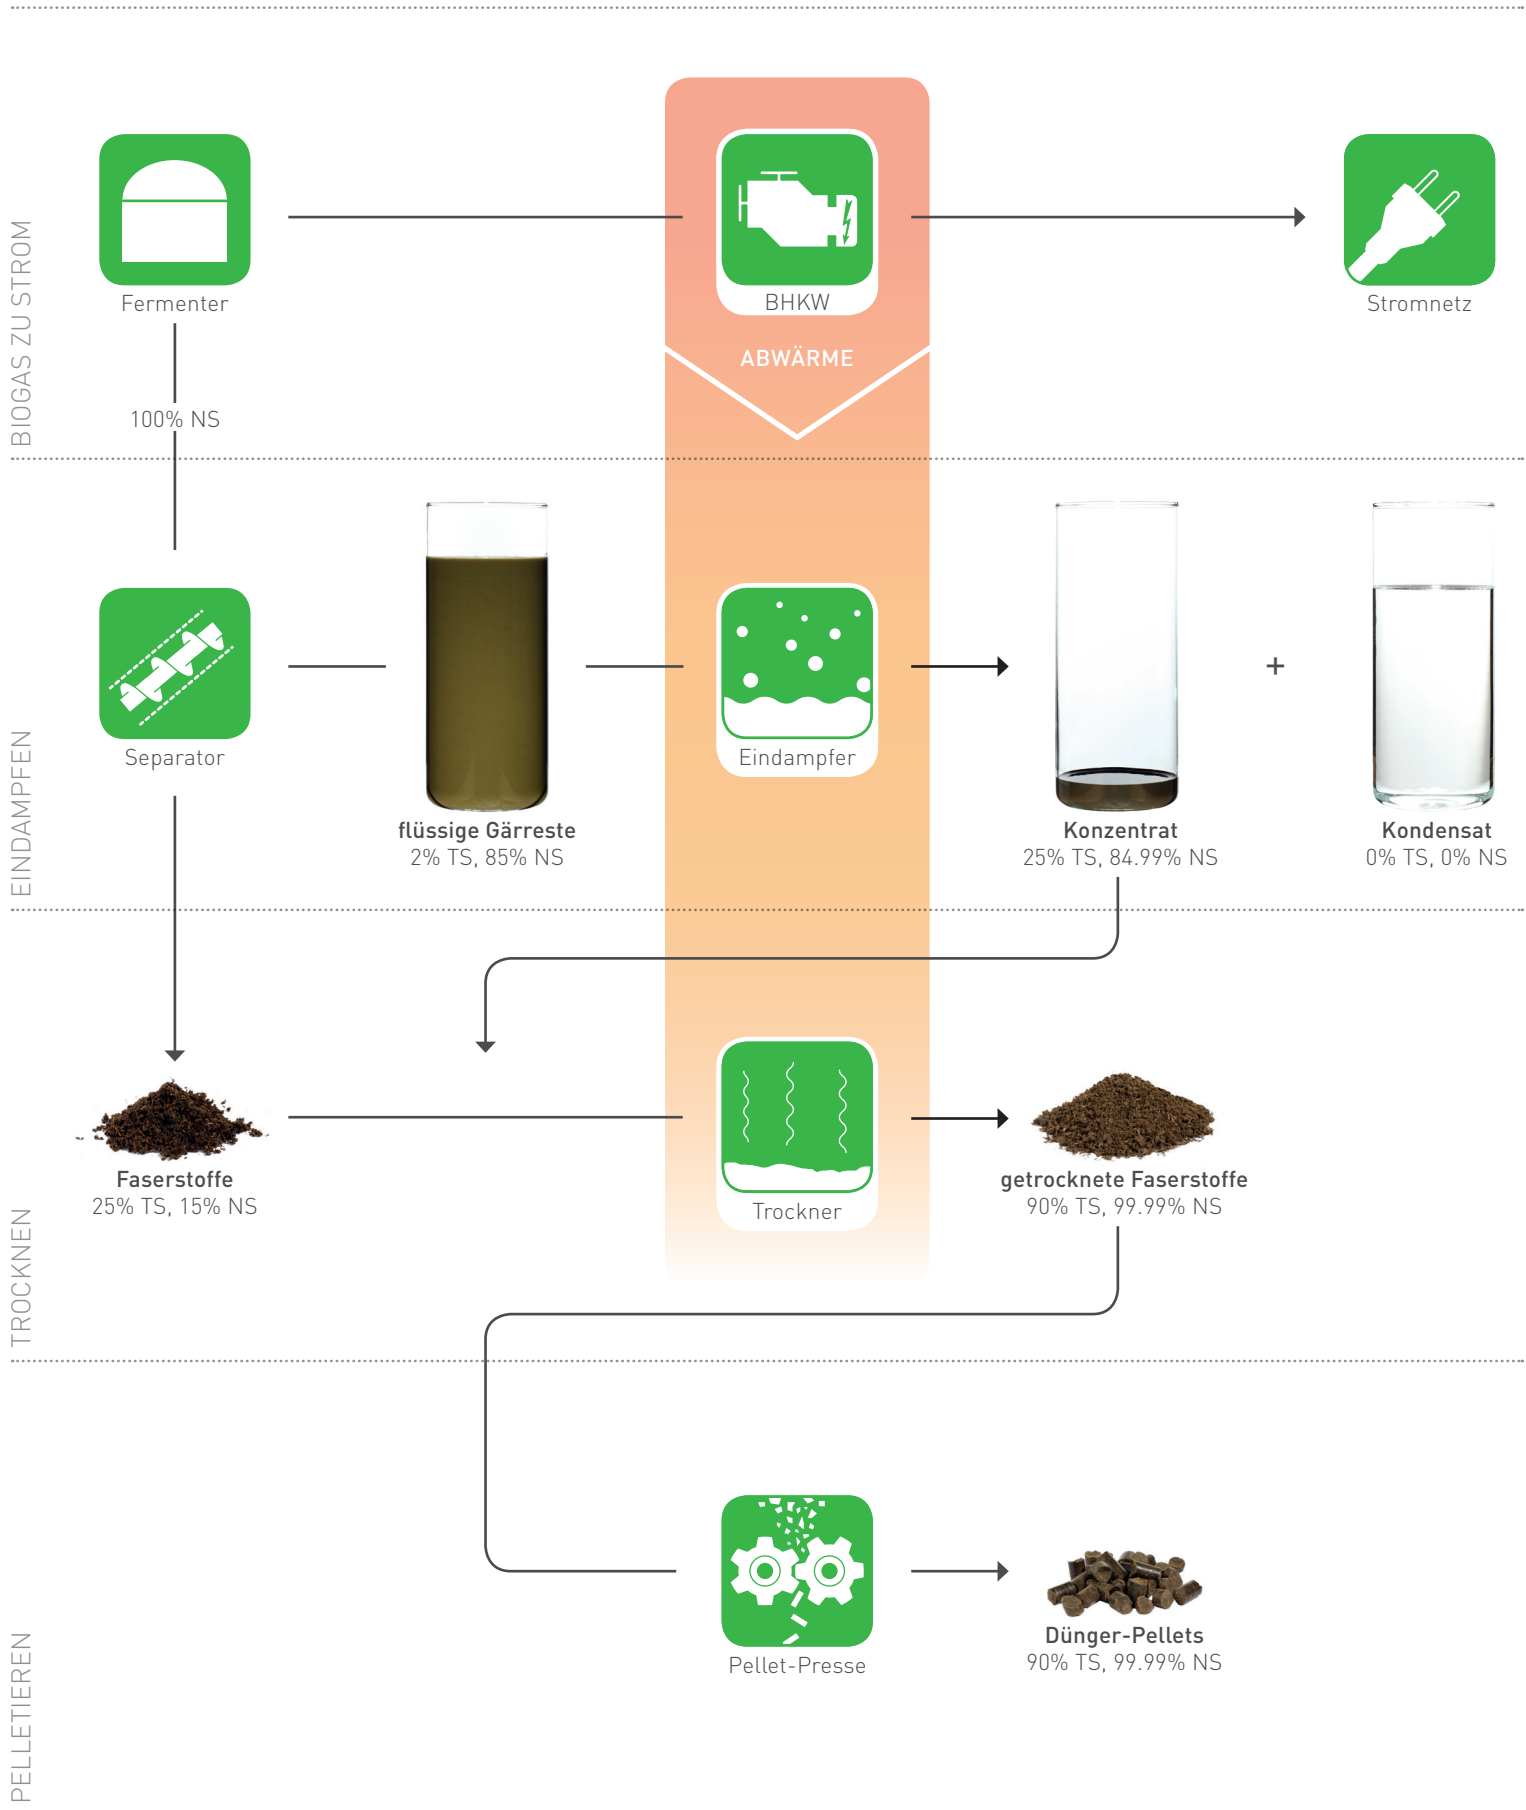 BIOGAS ZU STROM
Fermenter
BHKW
Stromnetz
ABWÄRME
100% NS
EINDAMPFEN
Separator
flüssige Gärreste
2% TS, 85% NS
Eindampfer
Konzentrat
25% TS, 84.99% NS
+
Kondensat
0% TS, 0% NS
TROCKNEN
Faserstoffe
25% TS, 15% NS
Trockner
getrocknete Faserstoffe
90% TS, 99.99% NS
PELLETIEREN
Pellet-Presse
Dünger-Pellets
90% TS, 99.99% NS